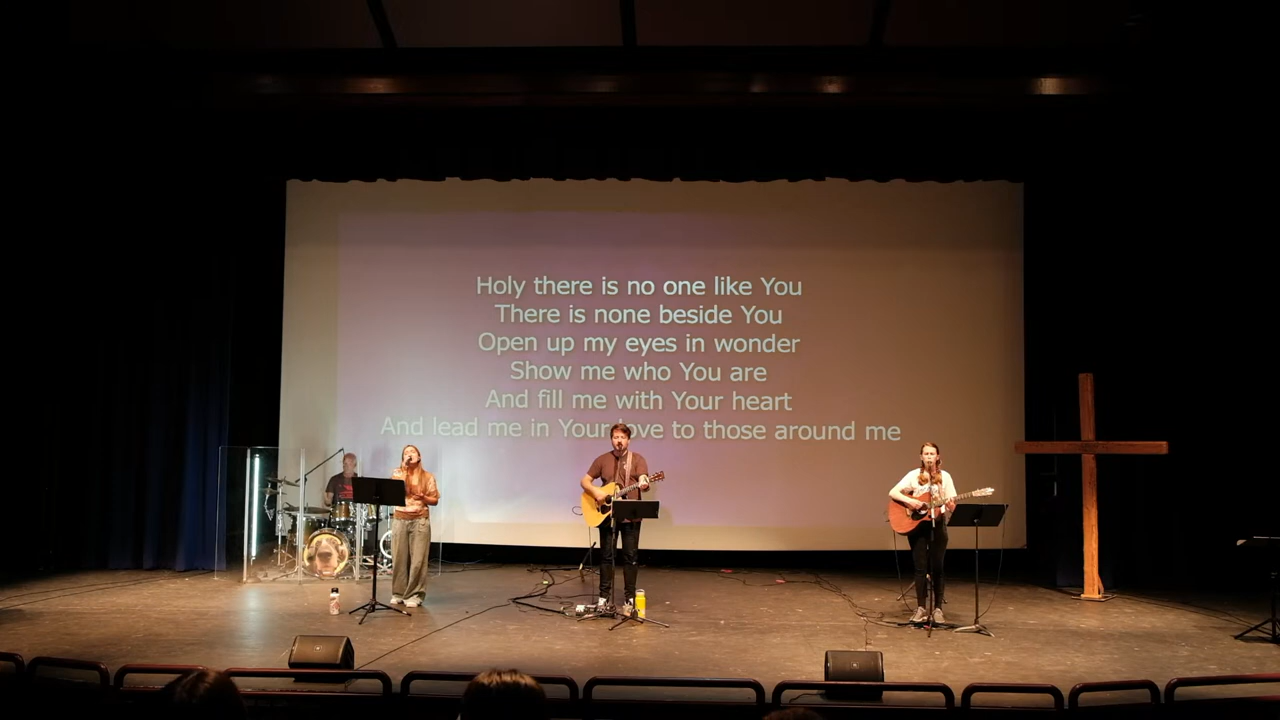 Holy there is no one like You
There is none beside You
Open up my eyes in wonder
Show me who You are
And fill me with Your heart
And lead me in Your love to those around me